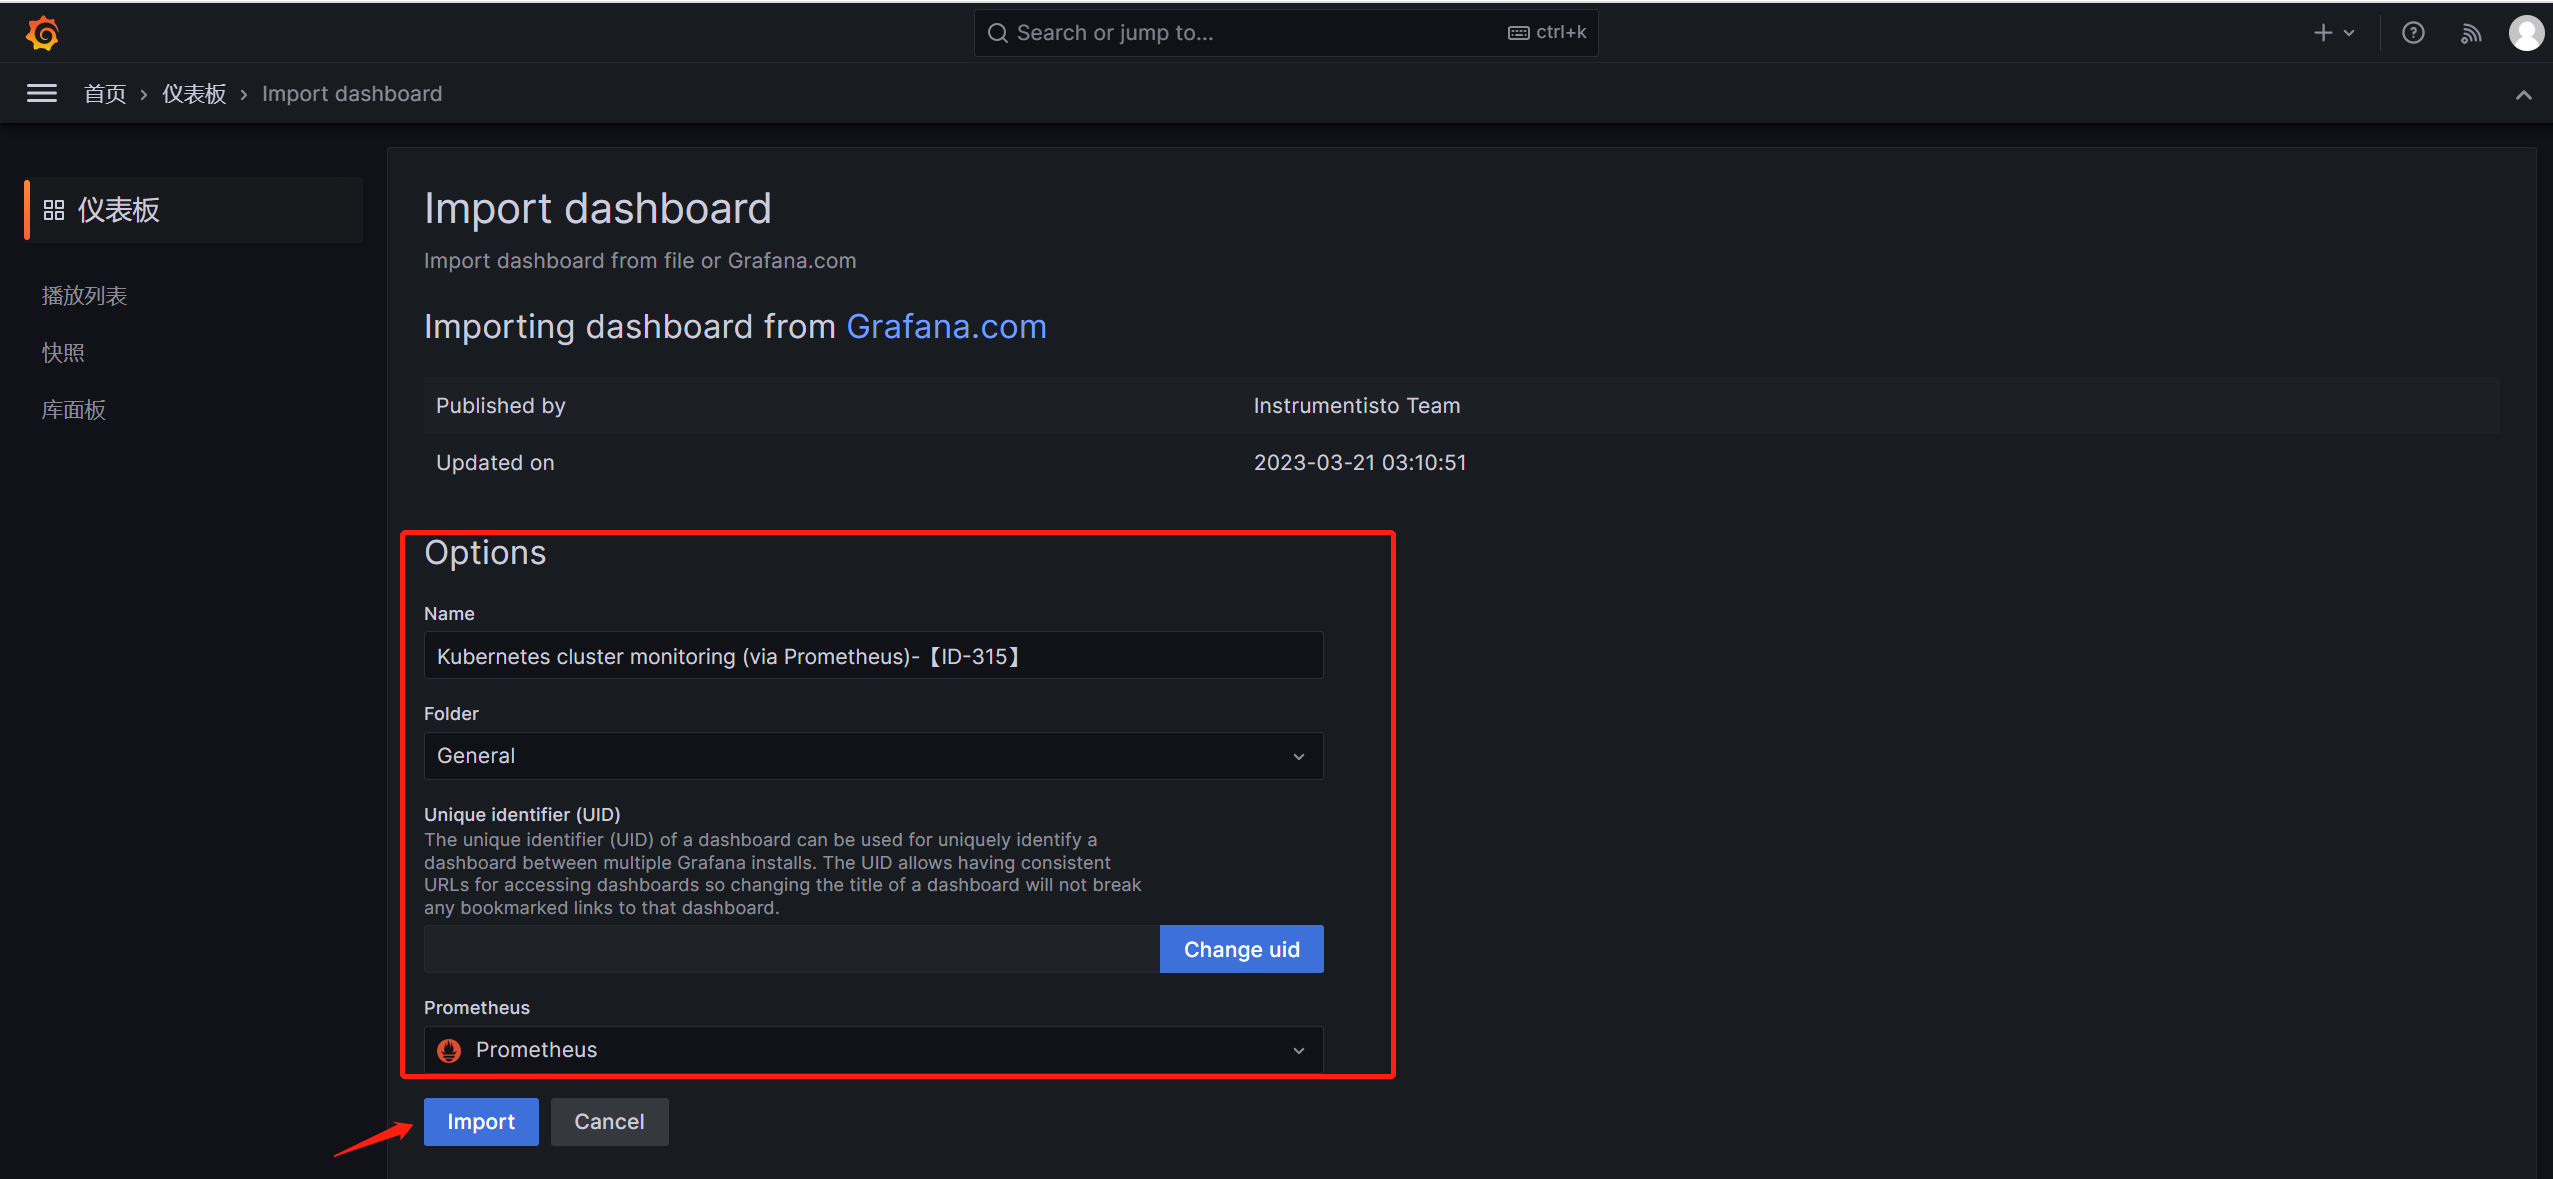 Search or jump to...
ctrl+k
首页 › 仪表板 › Import dashboard
仪表板
播放列表
快照
库面板
Import dashboard
Import dashboard from file or Grafana.com
Importing dashboard from Grafana.com
Published by Instrumentisto Team
Updated on 2023-03-21 03:10:51
Options
Name
Kubernetes cluster monitoring (via Prometheus)-【ID-315】
Folder
General
Unique identifier (UID)
The unique identifier (UID) of a dashboard can be used for uniquely identify a
dashboard between multiple Grafana installs. The UID allows having consistent
URLs for accessing dashboards so changing the title of a dashboard will not break
any bookmarked links to that dashboard.
Change uid
Prometheus
Prometheus
Import Cancel